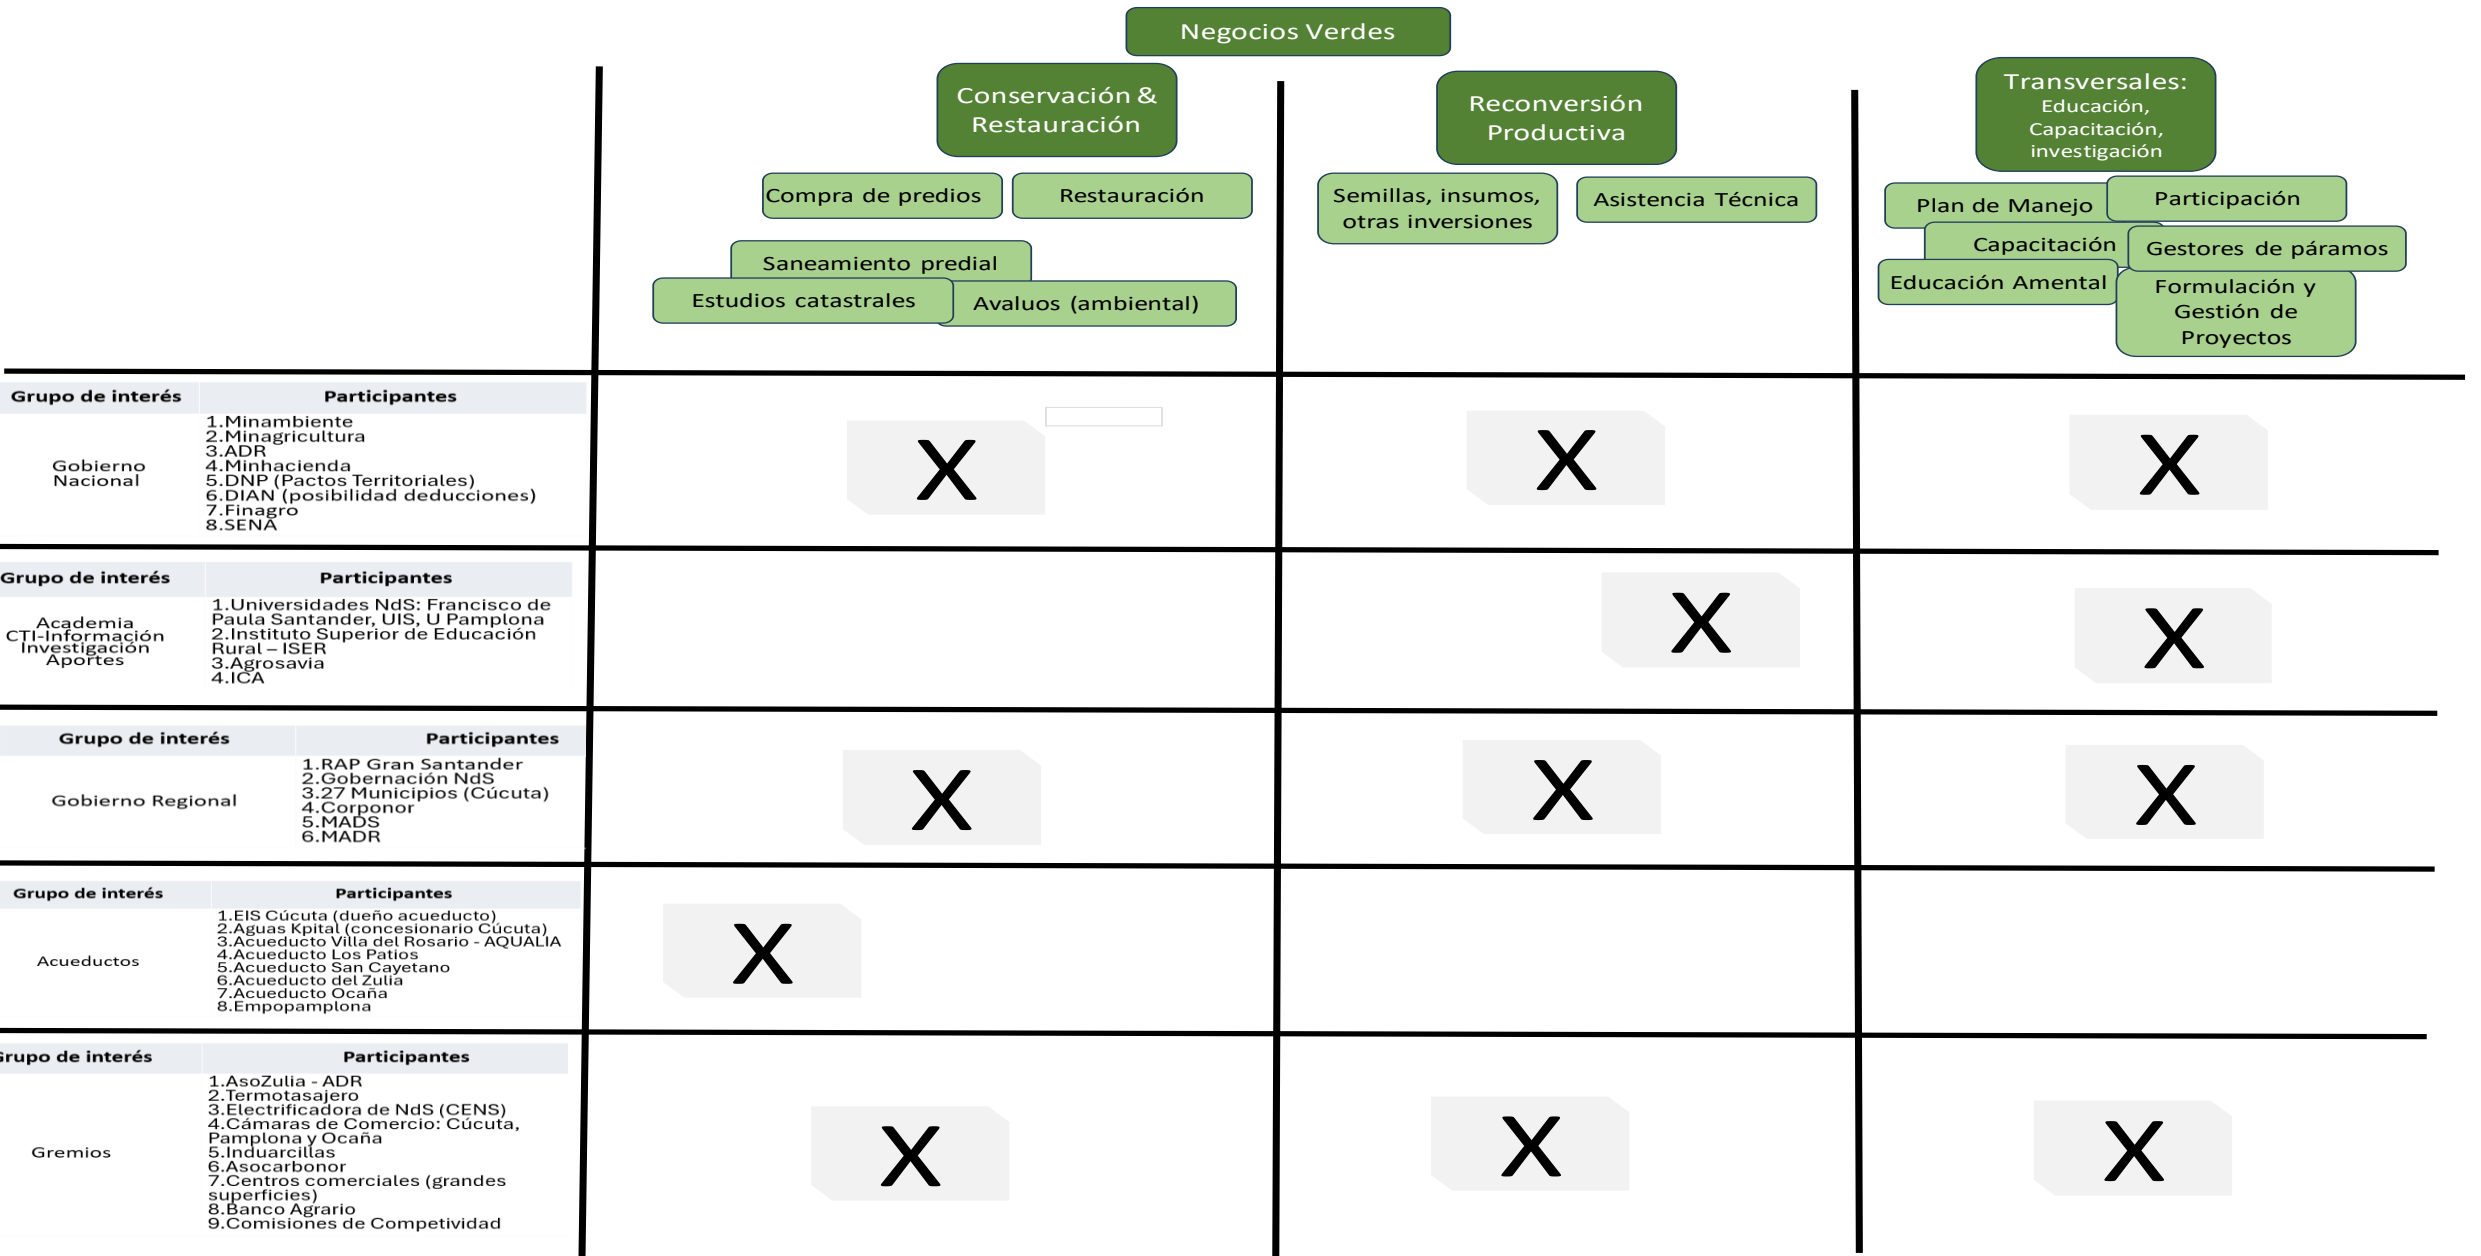 Negocios Verdes
Conservación &
Restauración
Reconversión
Productiva
Transversales:
Educación,
Capacitación,
investigación
Compra de predios
Restauración
Semillas, insumos,
otras inversiones
Asistencia Técnica
Plan de Manejo
Participación
Saneamiento predial
Capacitación
Gestores de páramos
Estudios catastrales
Avaluos (ambiental)
Educación Amental
Formulación y
Gestión de
Proyectos
Grupo de interés
Participantes
Gobierno
Nacional
1.Minambiente
2.Minagricultura
3.ADR
4.Minhacienda
5.DNP (Pactos Territoriales)
6.DIAN (posibilidad deducciones)
7.Finagro
8.SENA
X
X
X
Grupo de interés
Participantes
Academia
CTI-Información
Investigación
Aportes
1.Universidades NdS: Francisco de
Paula Santander, UIS, U Pamplona
2.Instituto Superior de Educación
Rural – ISER
3.Agrosavia
4.ICA
X
X
Grupo de interés
Participantes
Gobierno Regional
1.RAP Gran Santander
2.Gobernación NdS
3.27 Municipios (Cúcuta)
4.Corponor
5.MADS
6.MADR
X
X
X
Grupo de interés
Participantes
Acueductos
1.EIS Cúcuta (dueño acueducto)
2.Aguas Kpital (concesionario Cúcuta)
3.Acueducto Villa del Rosario - AQUALIA
4.Acueducto Los Patios
5.Acueducto San Cayetano
6.Acueducto del Zulia
7.Acueducto Ocaña
8.Empopamplona
X
Grupo de interés
Participantes
Gremios
1.AsoZulia - ADR
2.Termotasajero
3.Electrificadora de NdS (CENS)
4.Cámaras de Comercio: Cúcuta,
Pamplona y Ocaña
5.Induarcillas
6.Asocarbonor
7.Centros comerciales (grandes
superficies)
8.Banco Agrario
9.Comisiones de Competividad
X
X
X